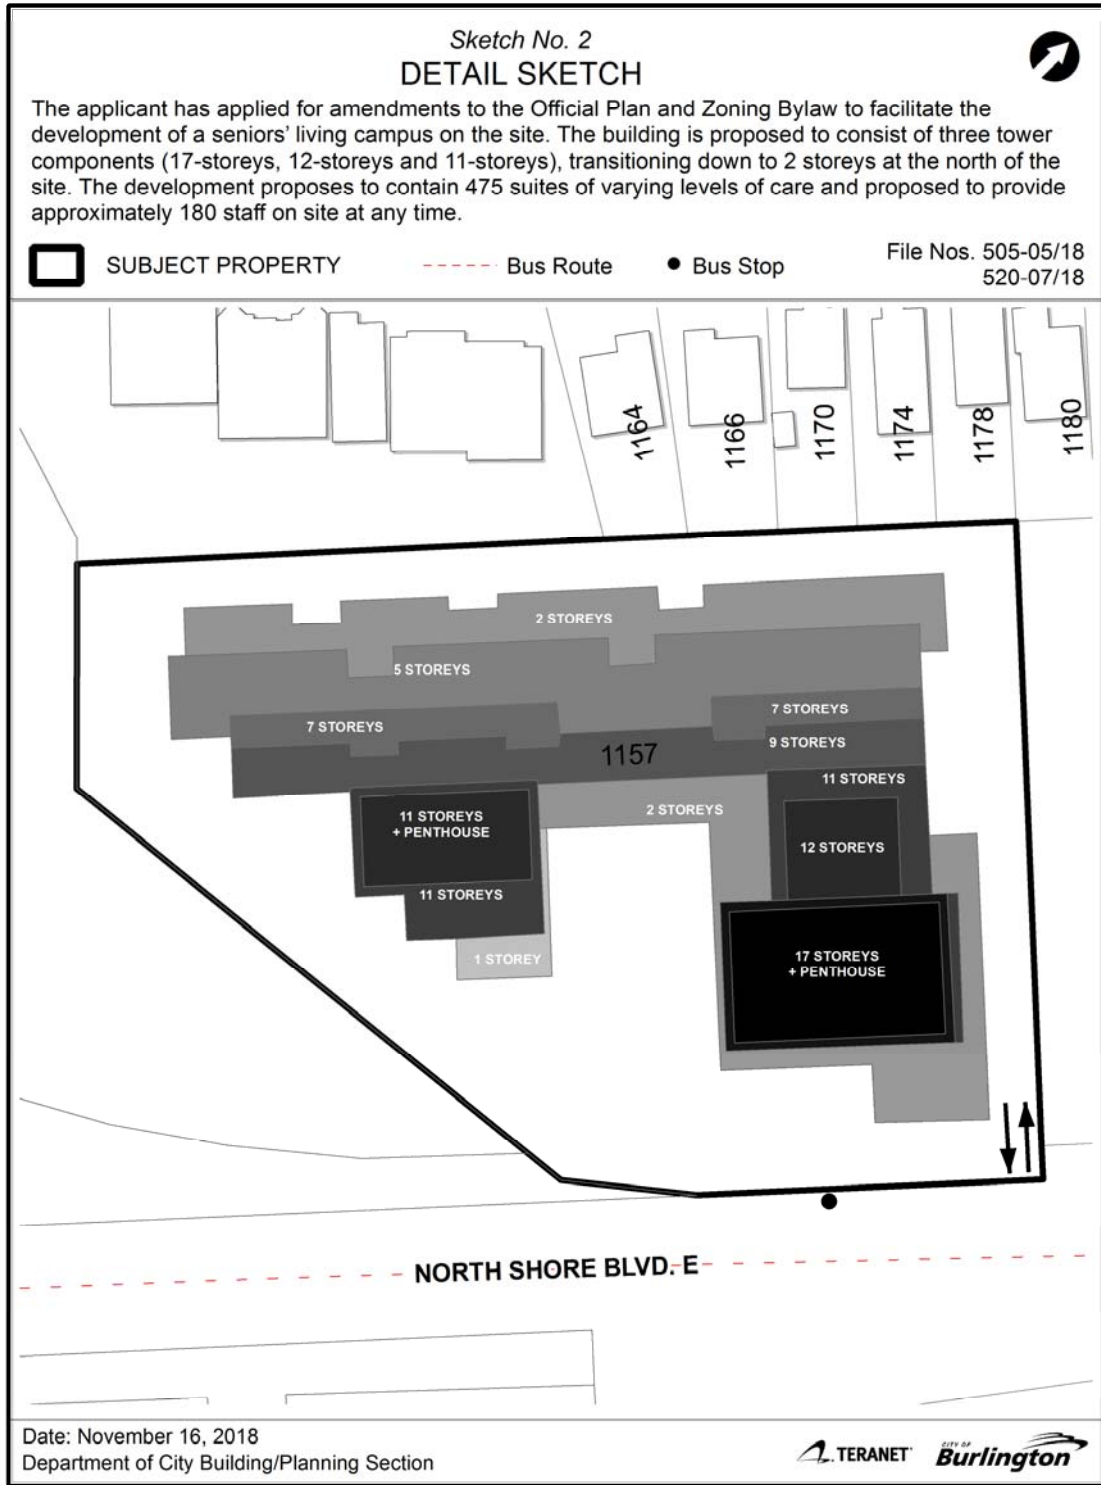 Sketch No. 2
DETAIL SKETCH
The applicant has applied for amendments to the Official Plan and Zoning Bylaw to facilitate the
development of a seniors' living campus on the site. The building is proposed to consist of three tower
components (17-storeys, 12-storeys and 11-storeys), transitioning down to 2 storeys at the north of the
site. The development proposes to contain 475 suites of varying levels of care and proposed to provide
approximately 180 staff on site at any time.
SUBJECT PROPERTY
Bus Route
Bus Stop
File Nos. 505-05/18
520-07/18
1164
1166
1170
1174
1178
1180
2 STOREYS
5 STOREYS
7 STOREYS
7 STOREYS
1157
9 STOREYS
11 STOREYS
2 STOREYS
11 STOREYS
+ PENTHOUSE
12 STOREYS
11 STOREYS
1 STOREY
17 STOREYS
+ PENTHOUSE
NORTH SHORE BLVD. E
Date: November 16, 2018
Department of City Building/Planning Section
TERANET
CITY OF
Burlington